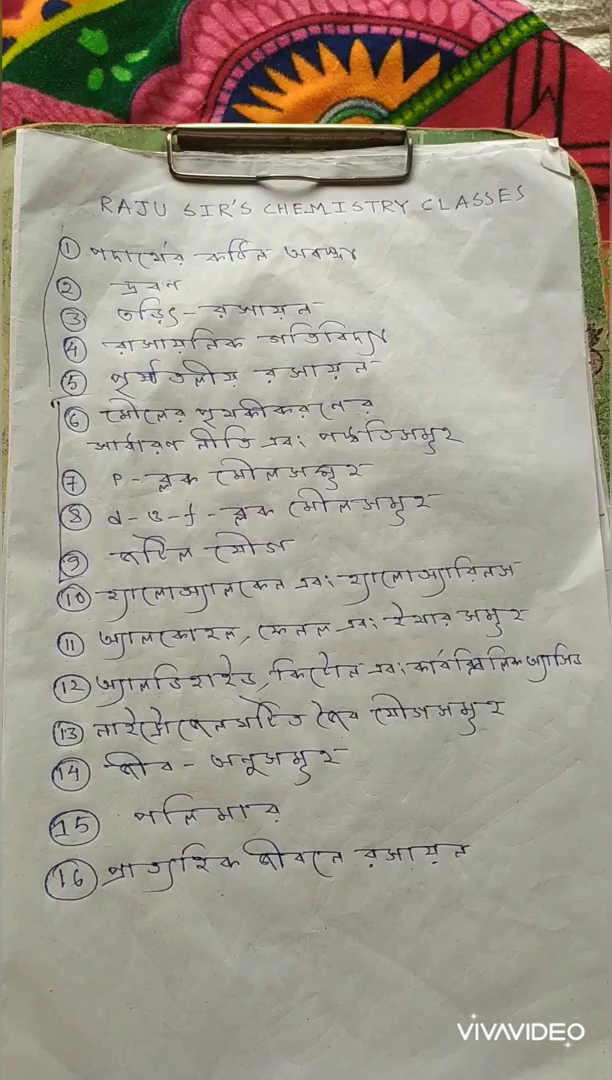 RAJU SIR'S CHEMISTRY CLASSES
① পদার্থের কঠিন অবস্থা
② দ্রবণ
③ তড়িৎ-রসায়ন
④ রাসায়নিক গতিবিদ্যা
⑤ পৃষ্ঠতলীয় রসায়ন
⑥ মৌলের পৃথকীকরণের
সাধারণ নীতি এবং পদ্ধতিসমূহ
⑦ P-ব্লক মৌলসমূহ
⑧ d-ও-f-ব্লক মৌলসমূহ
⑨ জটিল যৌগ
⑩ হ্যালোঅ্যালকেন এবং হ্যালোঅ্যারিনস
⑪ অ্যালকোহল, ফেনল এবং ইথারসমূহ
⑫ অ্যালডিহাইড, কিটোন এবং কার্বক্সিলিক অ্যাসিড
⑬ নাইট্রোজেনঘটিত জৈব যৌগসমূহ
⑭ জীব-অনুসমূহ
⑮ পলিমার
⑯ প্রাত্যহিক জীবনে রসায়ন
VIVAVIDEO